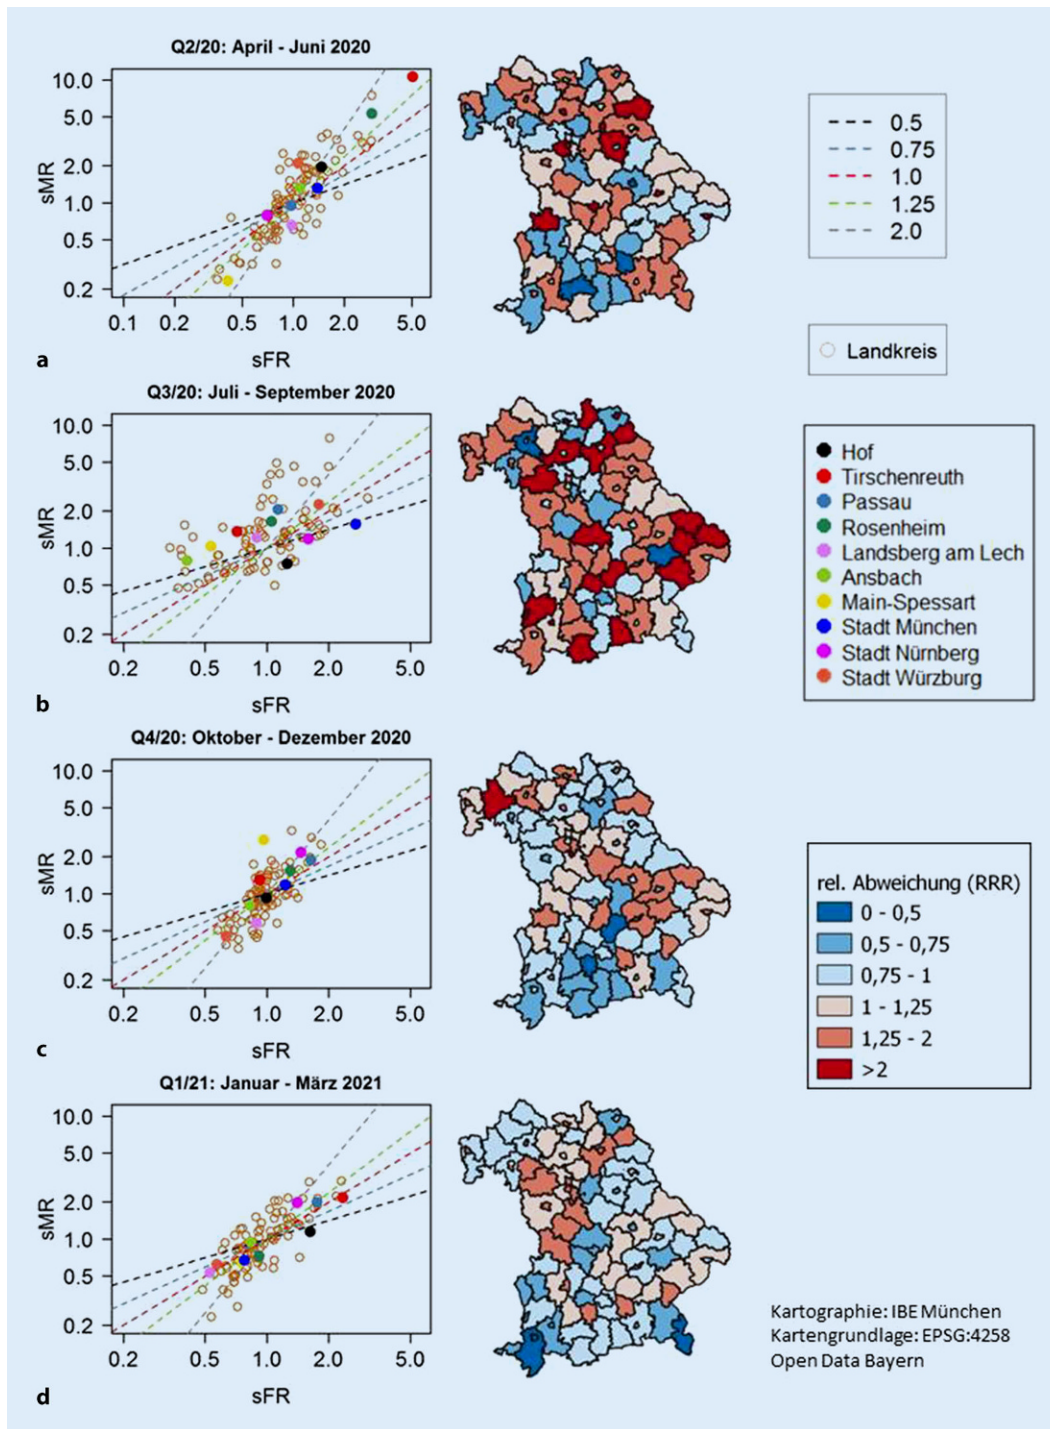 Q2/20: April - Juni 2020
sMR
10.0
5.0
2.0
1.0
0.5
0.2
0.1 0.2 0.5 1.0 2.0 5.0
sFR
a
0.5
0.75
1.0
1.25
2.0
Landkreis
Q3/20: Juli - September 2020
sMR
10.0
5.0
2.0
1.0
0.5
0.2
0.2 0.5 1.0 2.0 5.0
sFR
b
Hof
Tirschenreuth
Passau
Rosenheim
Landsberg am Lech
Ansbach
Main-Spessart
Stadt München
Stadt Nürnberg
Stadt Würzburg
Q4/20: Oktober - Dezember 2020
sMR
10.0
5.0
2.0
1.0
0.5
0.2
0.2 0.5 1.0 2.0 5.0
sFR
c
rel. Abweichung (RRR)
0 - 0,5
0,5 - 0,75
0,75 - 1
1 - 1,25
1,25 - 2
>2
Q1/21: Januar - März 2021
sMR
10.0
5.0
2.0
1.0
0.5
0.2
0.2 0.5 1.0 2.0 5.0
sFR
d
Kartographie: IBE München
Kartengrundlage: EPSG:4258
Open Data Bayern